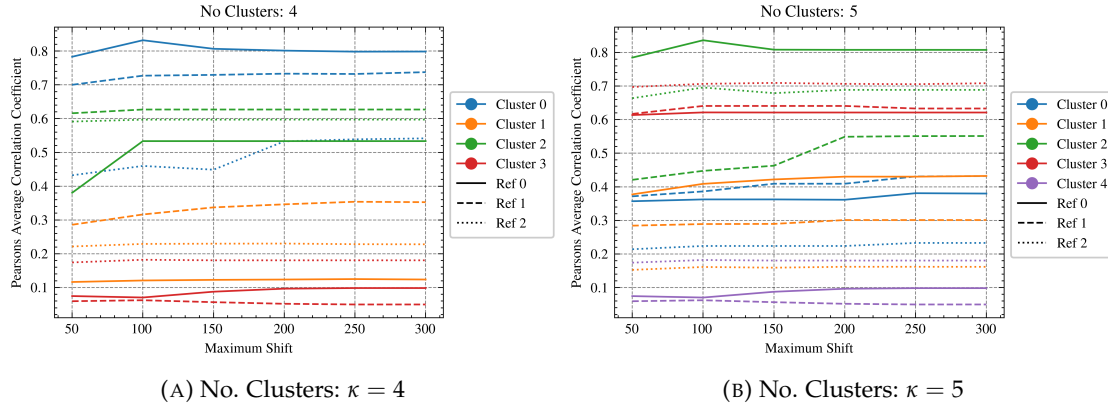 No Clusters: 4
Pearsons Average Correlation Coefficient
0.8
0.7
0.6
0.5
0.4
0.3
0.2
0.1
50 100 150 200 250 300
Maximum Shift
Cluster 0
Cluster 1
Cluster 2
Cluster 3
Ref 0
Ref 1
Ref 2
(A) No. Clusters: κ = 4
No Clusters: 5
Pearsons Average Correlation Coefficient
0.8
0.7
0.6
0.5
0.4
0.3
0.2
0.1
50 100 150 200 250 300
Maximum Shift
Cluster 0
Cluster 1
Cluster 2
Cluster 3
Cluster 4
Ref 0
Ref 1
Ref 2
(B) No. Clusters: κ = 5